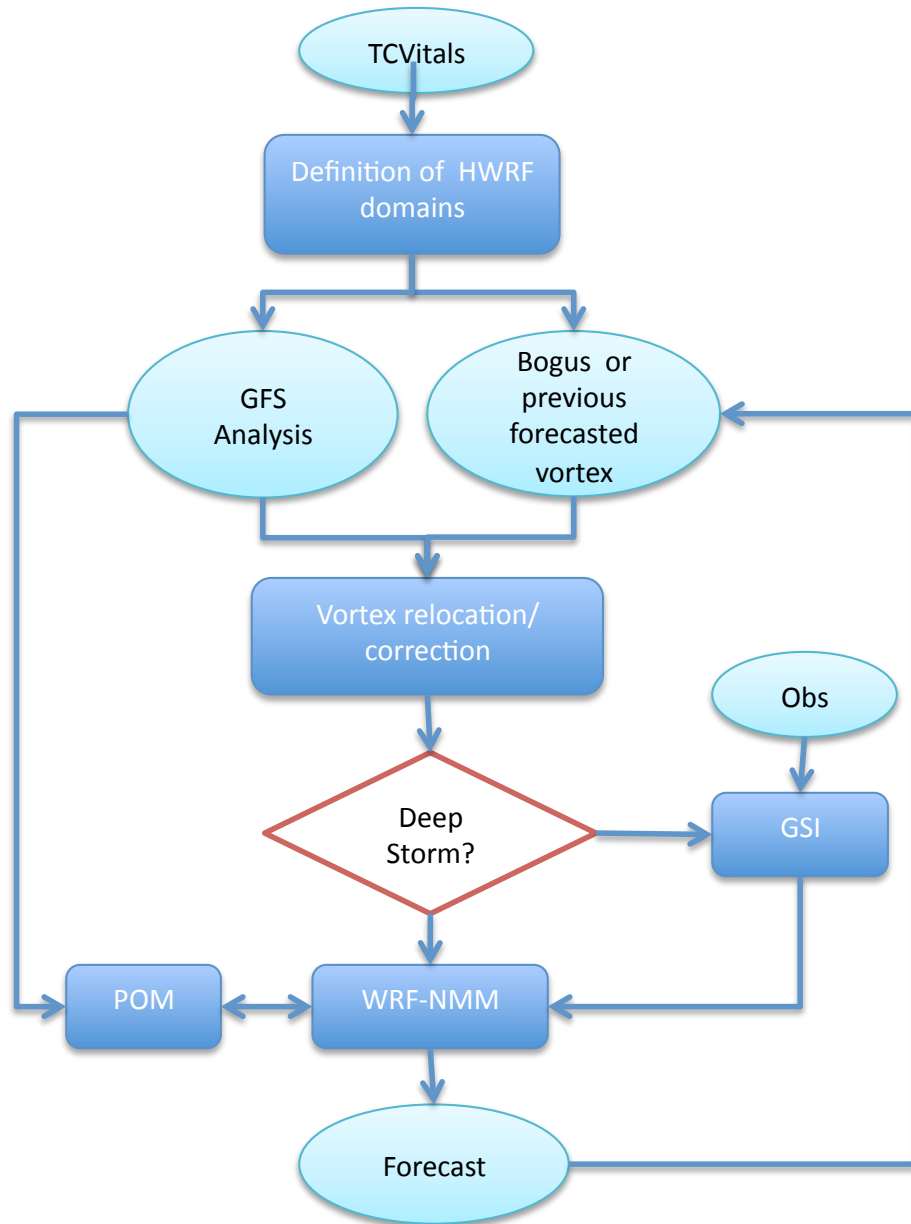 TCVitals
Definition of HWRF
domains
GFS
Analysis
Bogus or
previous
forecasted
vortex
Vortex relocation/
correction
Obs
Deep
Storm?
GSI
POM
WRF-NMM
Forecast